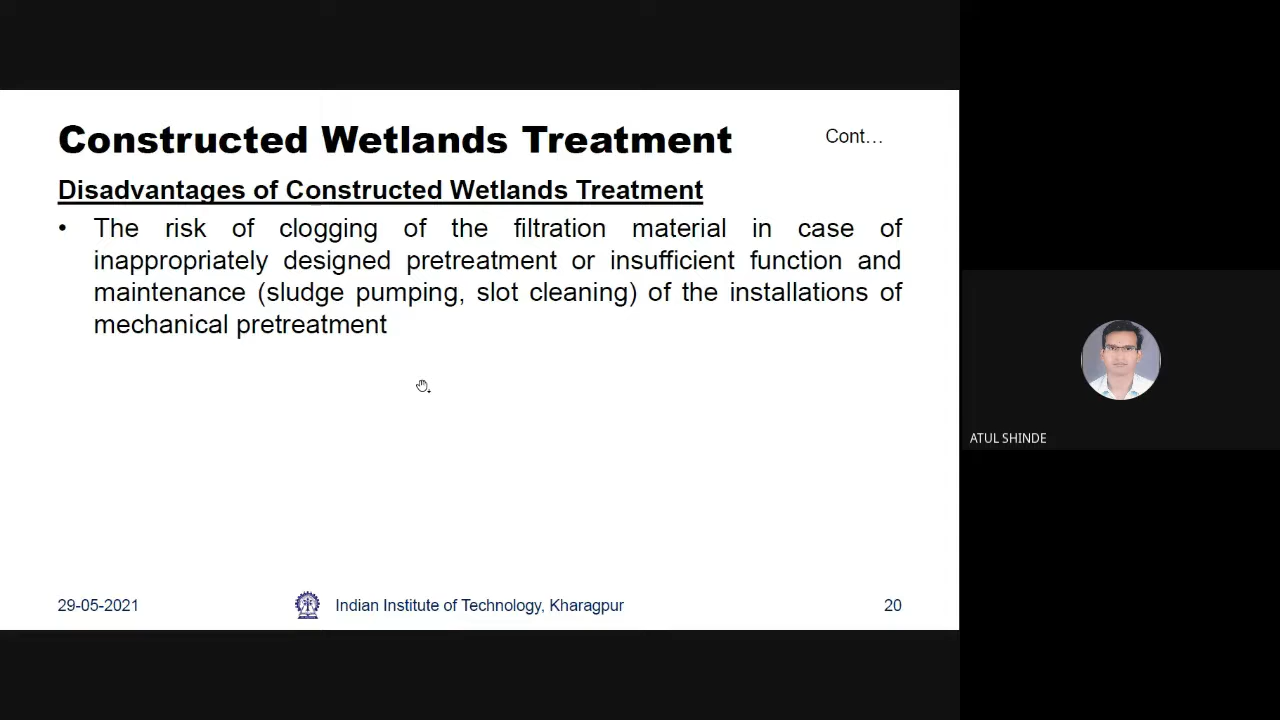 Constructed Wetlands Treatment
Cont...
Disadvantages of Constructed Wetlands Treatment
• The risk of clogging of the filtration material in case of
inappropriately designed pretreatment or insufficient function and
maintenance (sludge pumping, slot cleaning) of the installations of
mechanical pretreatment
ATUL SHINDE
29-05-2021
Indian Institute of Technology, Kharagpur
20